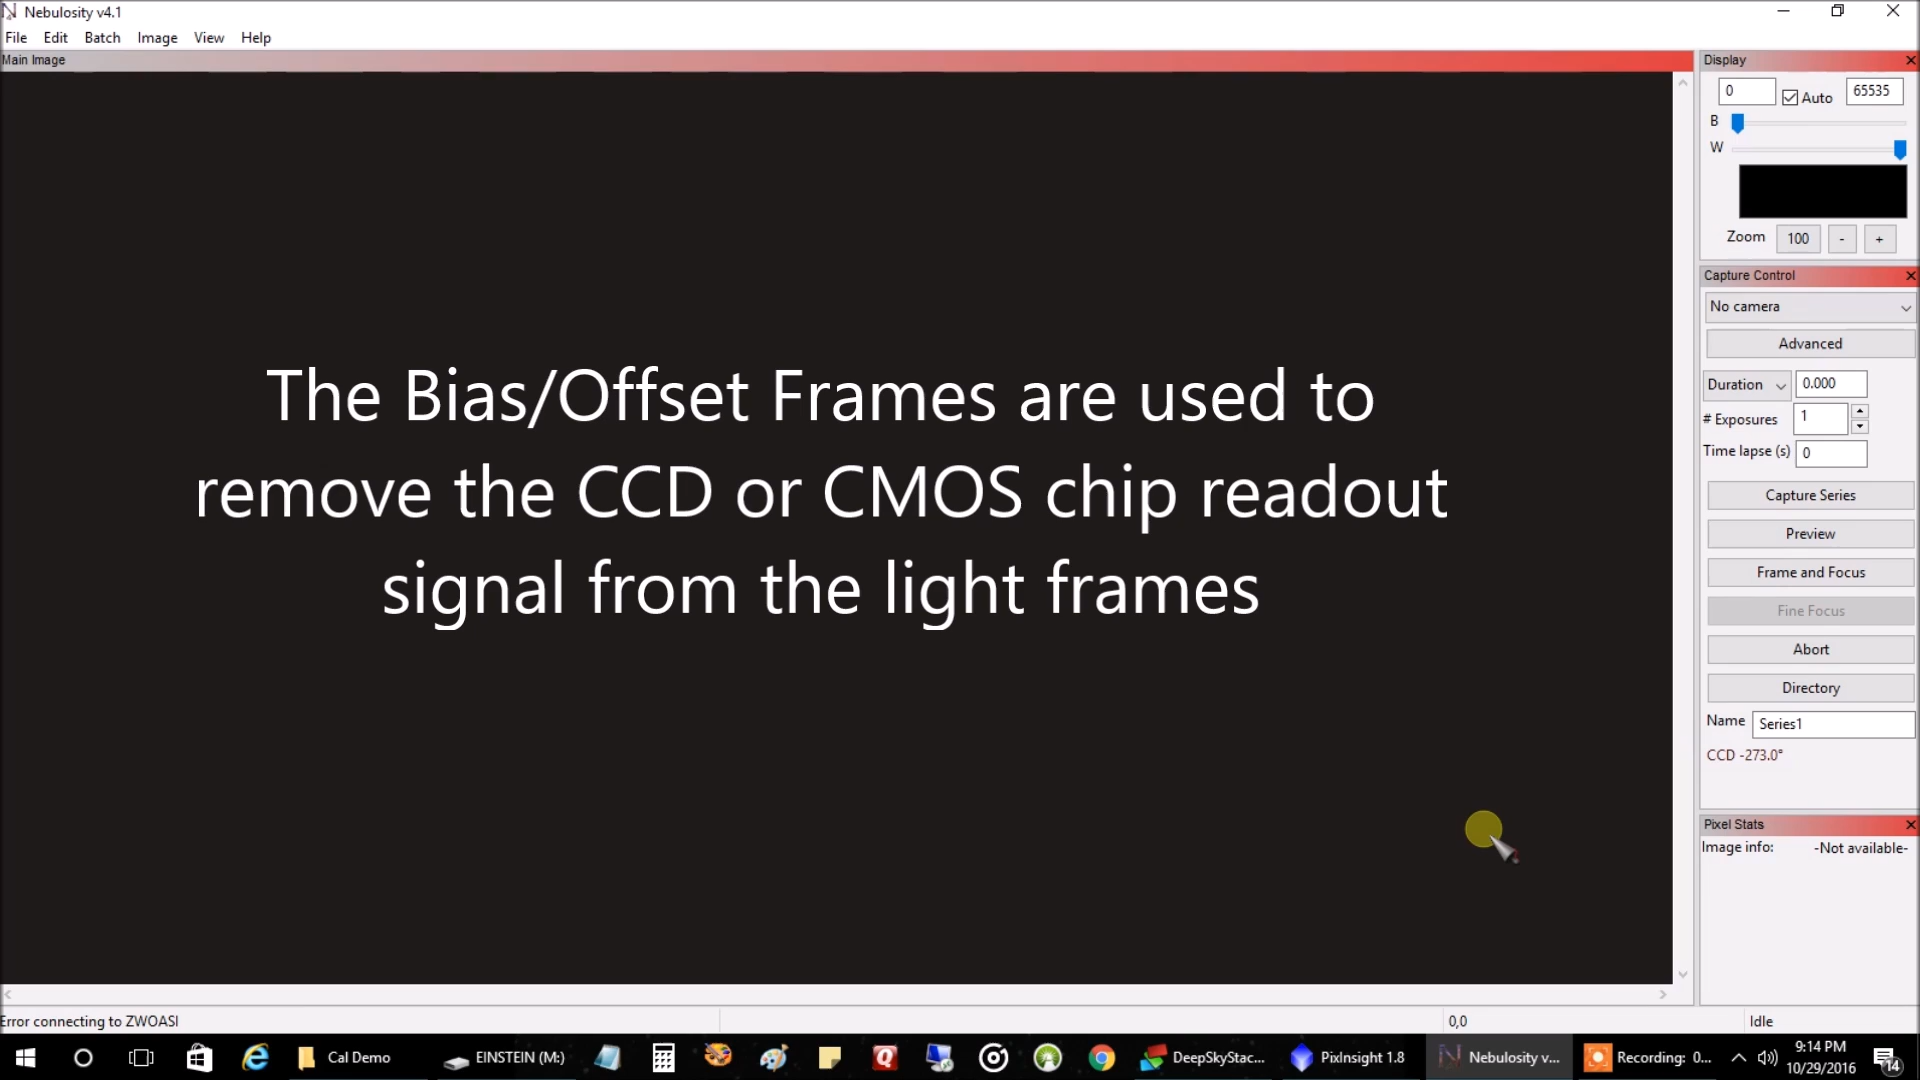 Nebulosity v4.1
File Edit Batch Image View Help
Main Image
The Bias/Offset Frames are used to
remove the CCD or CMOS chip readout
signal from the light frames
Display
0 Auto 65535
B
W
Zoom 100 - +
Capture Control
No camera
Advanced
Duration 0.000
# Exposures 1
Time lapse (s) 0
Capture Series
Preview
Frame and Focus
Fine Focus
Abort
Directory
Name Series1
CCD -273.0°
Pixel Stats
Image info: -Not available-
Error connecting to ZWOASI 0,0 Idle
Cal Demo EINSTEIN (M:) DeepSkyStac... PixInsight 1.8 Nebulosity v... Recording: 0... 9:14 PM
10/29/2016 14